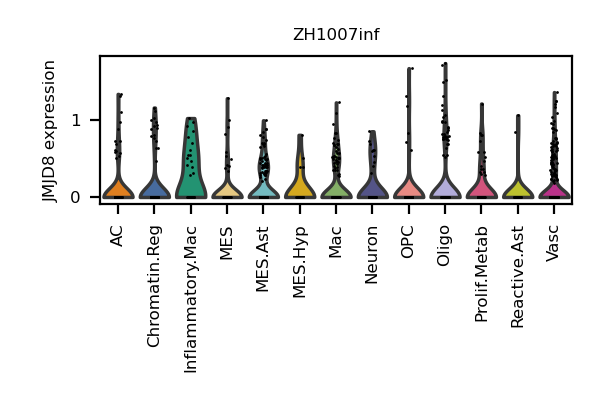 ZH1007inf
JMJD8 expression
1
0
AC
Chromatin.Reg
Inflammatory.Mac
MES
MES.Ast
MES.Hyp
Mac
Neuron
OPC
Oligo
Prolif.Metab
Reactive.Ast
Vasc